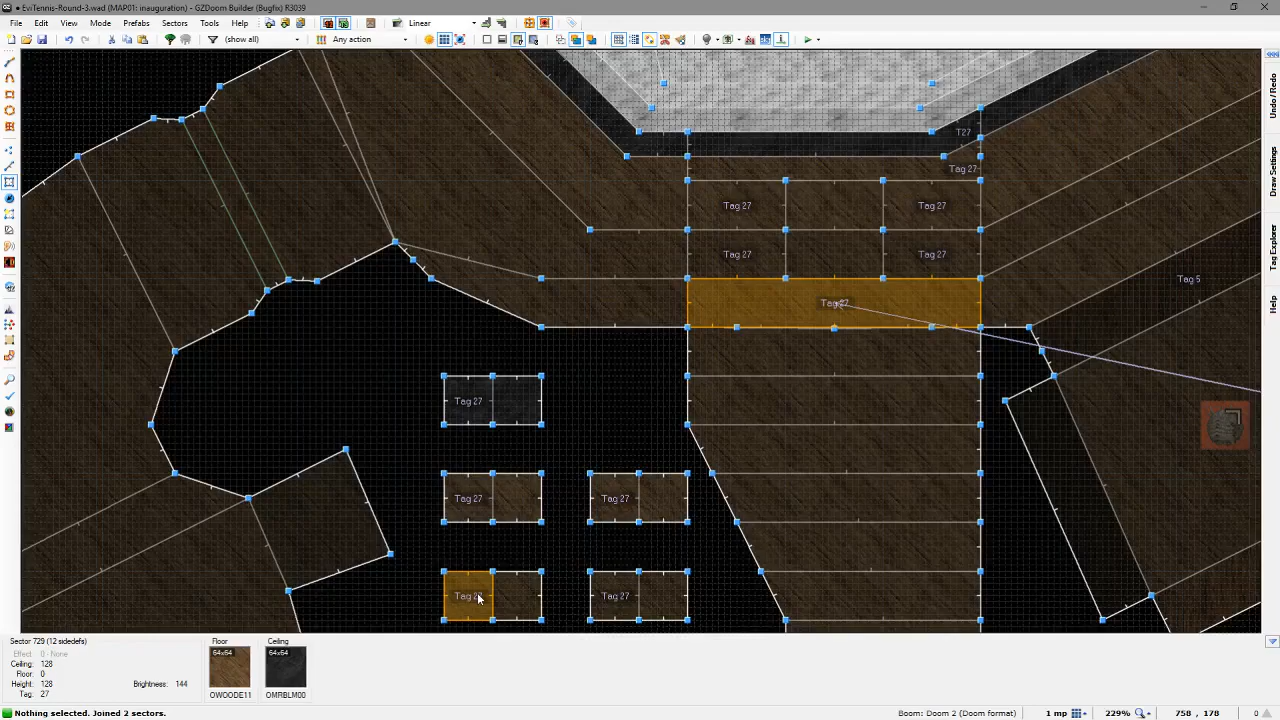 EviTennis-Round-3.wad (MAP01: inauguration) - GZDoom Builder (Bugfix) R3039
File Edit View Mode Prefabs Sectors Tools Help
Linear
(show all)
Any action
Undo / Redo
Draw Settings
Tag Explorer
Help
T27
Tag 27
Tag 27
Tag 27
Tag 27
Tag 27
Tag 5
Tag 27
Tag 27
Tag 27
Tag 27
Tag 27
Tag 27
Sector 729 (12 sidedefs)
Effect: 0 - None
Ceiling: 128
Floor: 0
Height: 128
Brightness: 144
Tag: 27
Floor
64x64
OWOODE11
Ceiling
64x64
OMRBLM00
Nothing selected. Joined 2 sectors.
Boom: Doom 2 (Doom format)
1 mp
229%
758 , 178
0